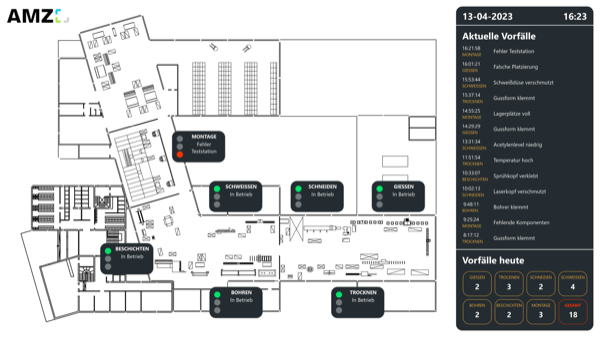 AMZ
13-04-2023 16:23
Aktuelle Vorfälle
16:21:58 Fehler Teststation
MONTAGE
16:01:21 Falsche Platzierung
GIESSEN
15:53:44 Schweißdüse verschmutzt
SCHWEISSEN
15:37:14 Gussform klemmt
TROCKNEN
14:55:25 Lagerplätze voll
MONTAGE
14:29:29 Gussform klemmt
GIESSEN
13:31:34 Acetylenlevel niedrig
SCHWEISSEN
11:51:54 Temperatur hoch
TROCKNEN
10:33:07 Sprühkopf verklebt
BESCHICHTEN
10:02:13 Laserkopf verschmutzt
SCHNEIDEN
9:48:11 Bohrer klemmt
BOHREN
9:25:24 Fehlende Komponenten
MONTAGE
8:17:12 Gussform klemmt
TROCKNEN
MONTAGE
Fehler
Teststation
SCHWEISSEN
In Betrieb
SCHNEIDEN
In Betrieb
GIESSEN
In Betrieb
BESCHICHTEN
In Betrieb
BOHREN
In Betrieb
TROCKNEN
In Betrieb
Vorfälle heute
GIESSEN TROCKNEN SCHNEIDEN SCHWEISSEN
2 3 2 4
BOHREN BESCHICHTEN MONTAGE GESAMT
2 2 3 18